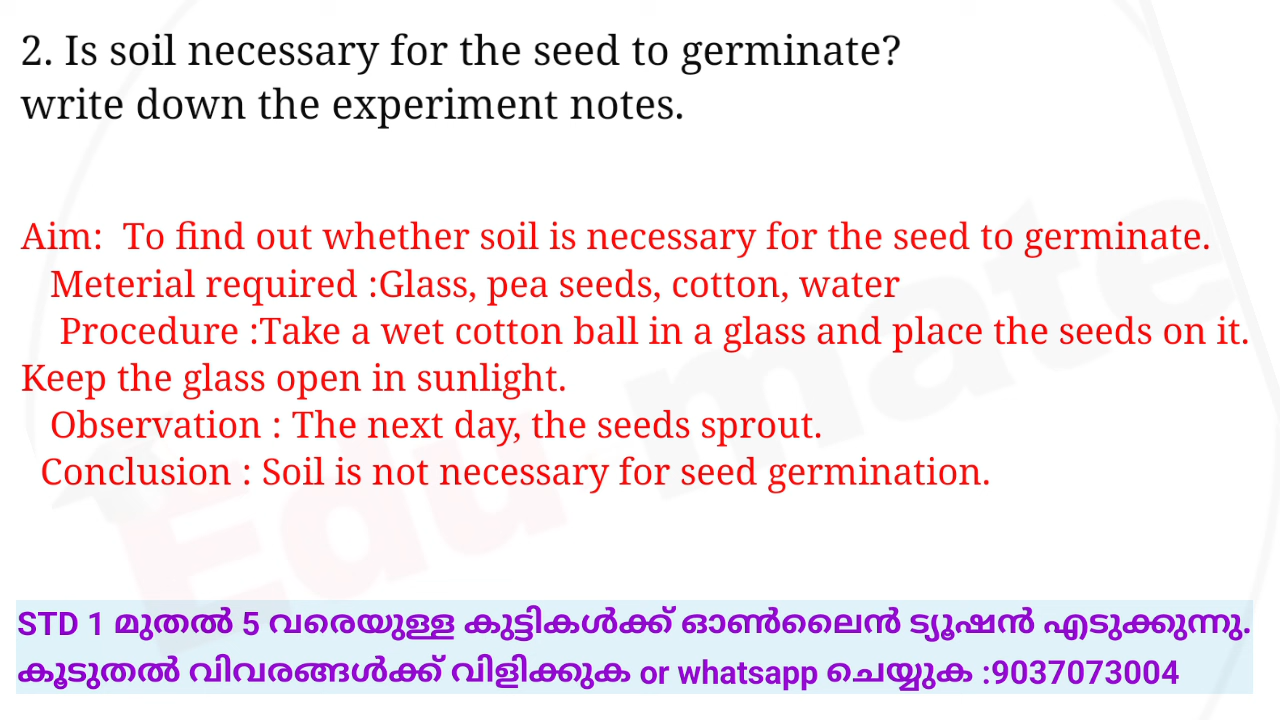 2. Is soil necessary for the seed to germinate?
write down the experiment notes.
Aim: To find out whether soil is necessary for the seed to germinate.
Meterial required :Glass, pea seeds, cotton, water
Procedure :Take a wet cotton ball in a glass and place the seeds on it.
Keep the glass open in sunlight.
Observation : The next day, the seeds sprout.
Conclusion : Soil is not necessary for seed germination.
Edu mate
STD 1 മുതൽ 5 വരെയുള്ള കുട്ടികൾക്ക് ഓൺലൈൻ ട്യൂഷൻ എടുക്കുന്നു.
കൂടുതൽ വിവരങ്ങൾക്ക് വിളിക്കുക or whatsapp ചെയ്യുക :9037073004